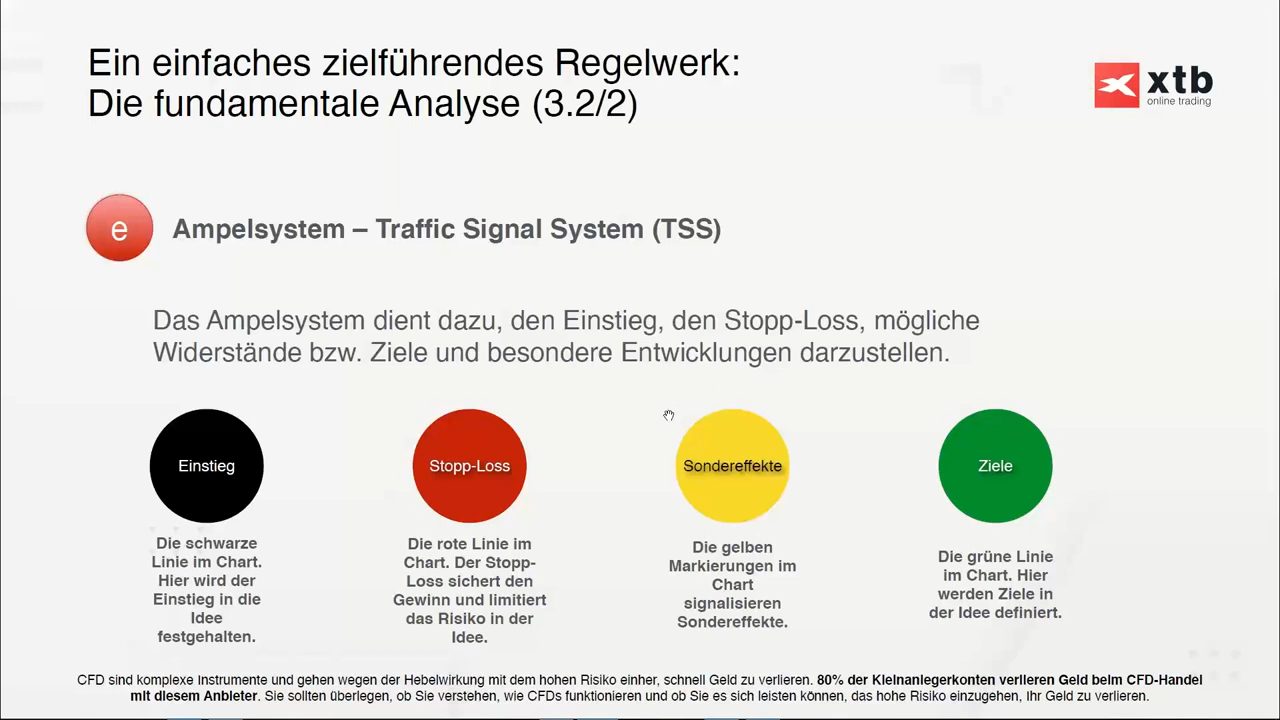 Ein einfaches zielführendes Regelwerk:
Die fundamentale Analyse (3.2/2)
xtb
online trading
e
Ampelsystem – Traffic Signal System (TSS)
Das Ampelsystem dient dazu, den Einstieg, den Stopp-Loss, mögliche
Widerstände bzw. Ziele und besondere Entwicklungen darzustellen.
Einstieg
Die schwarze
Linie im Chart.
Hier wird der
Einstieg in die
Idee
festgehalten.
Stopp-Loss
Die rote Linie im
Chart. Der Stopp-
Loss sichert den
Gewinn und limitiert
das Risiko in der
Idee.
Sondereffekte
Die gelben
Markierungen im
Chart
signalisieren
Sondereffekte.
Ziele
Die grüne Linie
im Chart. Hier
werden Ziele in
der Idee definiert.
CFD sind komplexe Instrumente und gehen wegen der Hebelwirkung mit dem hohen Risiko einher, schnell Geld zu verlieren. 80% der Kleinanlegerkonten verlieren Geld beim CFD-Handel
mit diesem Anbieter. Sie sollten überlegen, ob Sie verstehen, wie CFDs funktionieren und ob Sie es sich leisten können, das hohe Risiko einzugehen, Ihr Geld zu verlieren.